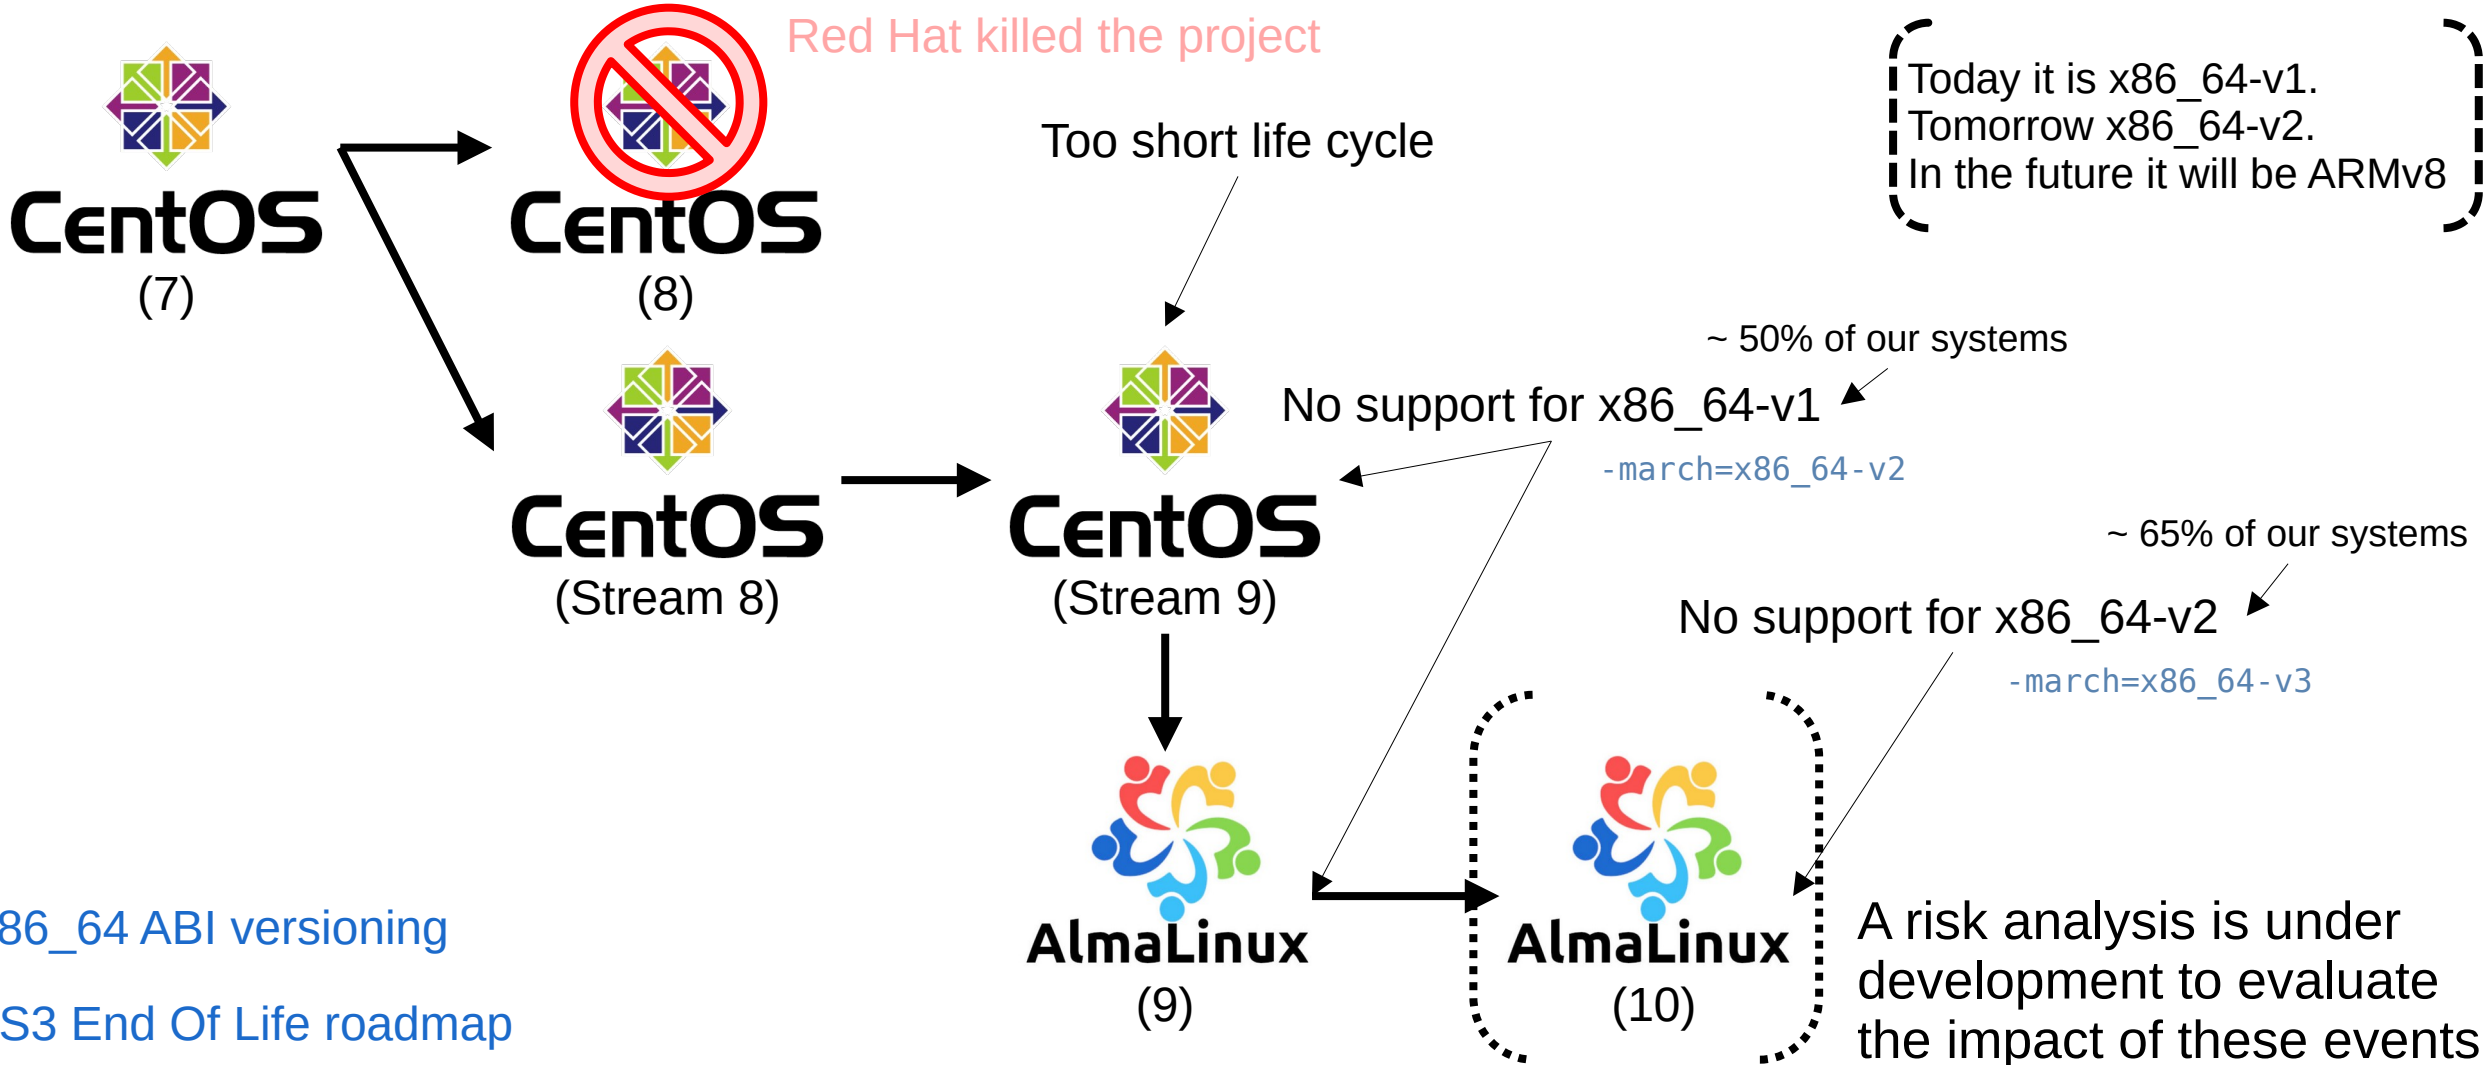 Red Hat killed the project
Today it is x86_64-v1.
Tomorrow x86_64-v2.
In the future it will be ARMv8
Too short life cycle
CentOS
(7)
CentOS
(8)
~ 50% of our systems
No support for x86_64-v1
-march=x86_64-v2
CentOS
(Stream 8)
CentOS
(Stream 9)
~ 65% of our systems
No support for x86_64-v2
-march=x86_64-v3
AlmaLinux
(9)
AlmaLinux
(10)
86_64 ABI versioning
S3 End Of Life roadmap
A risk analysis is under
development to evaluate
the impact of these events